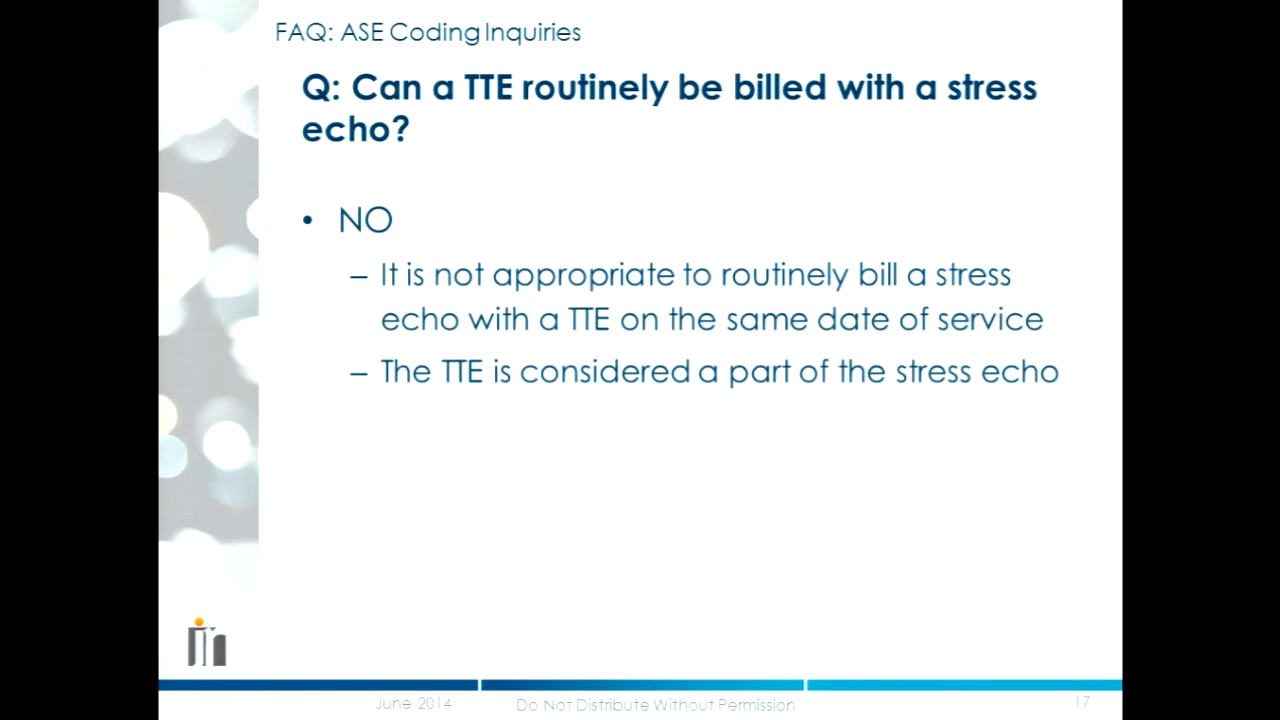 FAQ: ASE Coding Inquiries
Q: Can a TTE routinely be billed with a stress
echo?
• NO
– It is not appropriate to routinely bill a stress
echo with a TTE on the same date of service
– The TTE is considered a part of the stress echo
June 2014
Do Not Distribute Without Permission
17